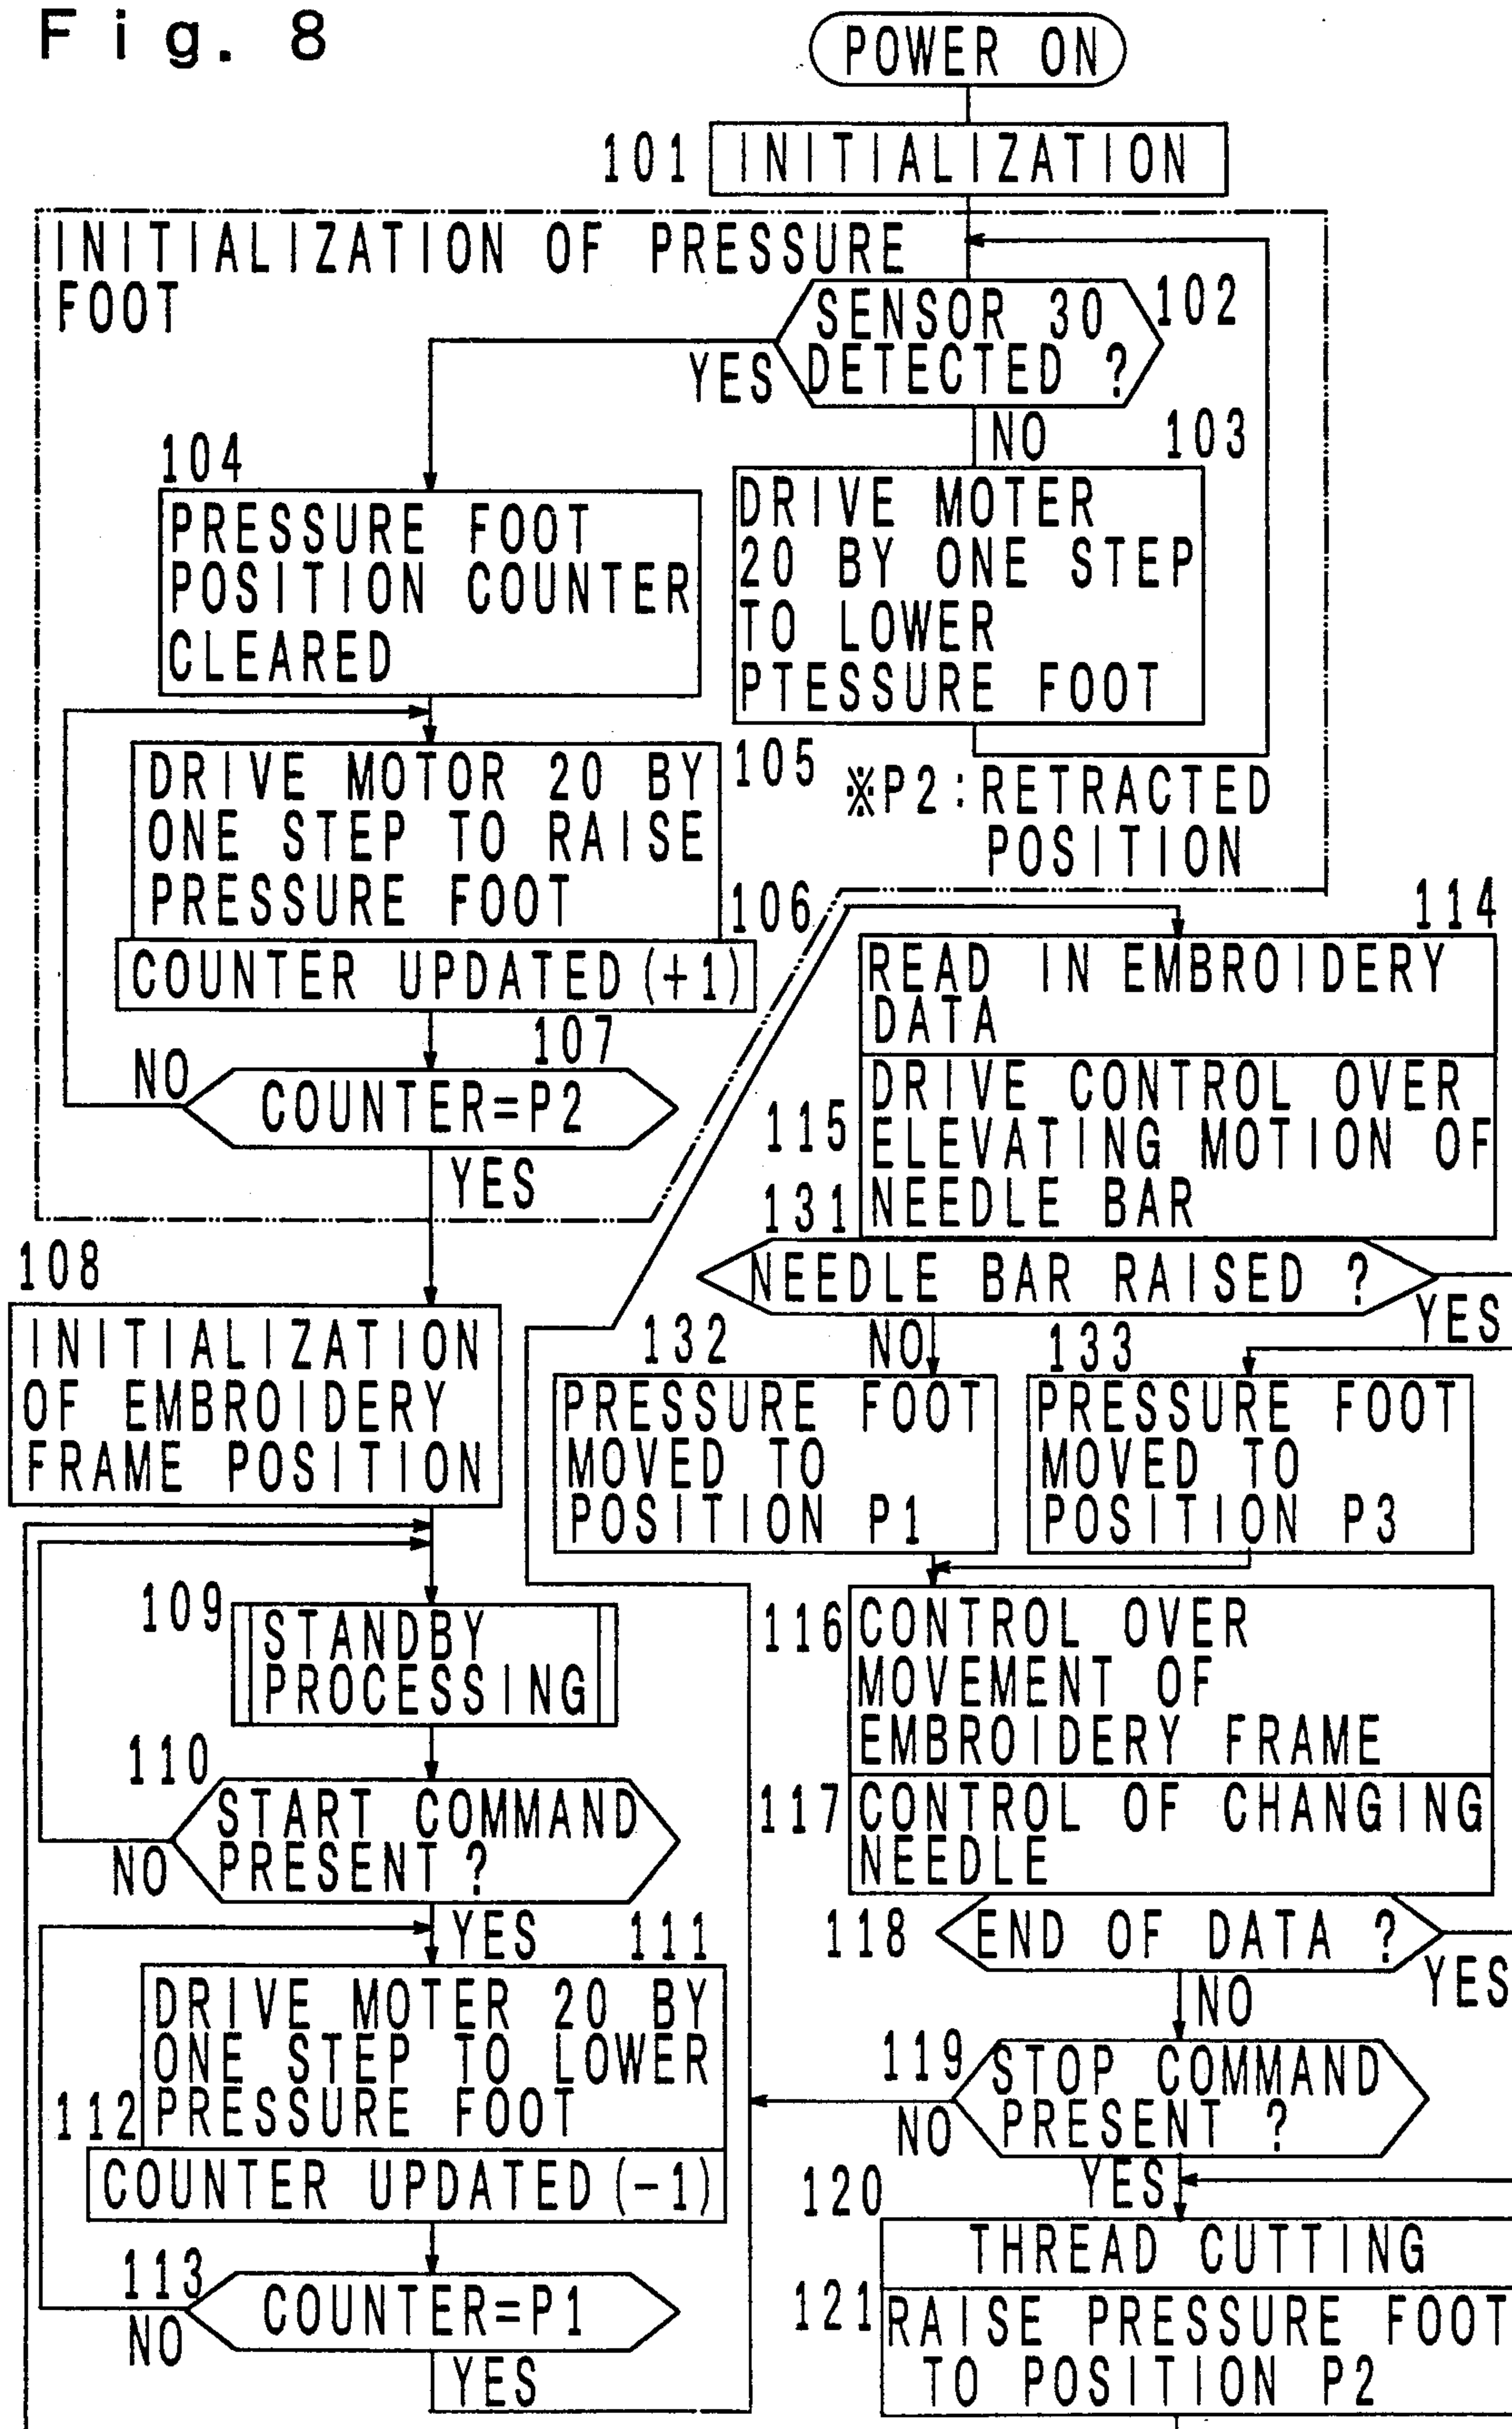 Fig. 8
POWER ON
101
INITIALIZATION
INITIALIZATION OF PRESSURE
FOOT
SENSOR 30
DETECTED ?
102
YES
NO
103
DRIVE MOTER
20 BY ONE STEP
TO LOWER
PTESSURE FOOT
104
PRESSURE FOOT
POSITION COUNTER
CLEARED
105
DRIVE MOTOR 20 BY
ONE STEP TO RAISE
PRESSURE FOOT
※P2:RETRACTED
POSITION
106
COUNTER UPDATED(+1)
107
NO
COUNTER=P2
YES
108
INITIALIZATION
OF EMBROIDERY
FRAME POSITION
109
STANDBY
PROCESSING
110
START COMMAND
PRESENT?
NO
YES
111
DRIVE MOTER 20 BY
ONE STEP TO LOWER
PRESSURE FOOT
112
COUNTER UPDATED(-1)
113
COUNTER=P1
NO
YES
114
READ IN EMBROIDERY
DATA
115
DRIVE CONTROL OVER
ELEVATING MOTION OF
NEEDLE BAR
131
NEEDLE BAR RAISED ?
YES
NO
132
PRESSURE FOOT
MOVED TO
POSITION P1
133
PRESSURE FOOT
MOVED TO
POSITION P3
116
CONTROL OVER
MOVEMENT OF
EMBROIDERY FRAME
117
CONTROL OF CHANGING
NEEDLE
118
END OF DATA ?
YES
NO
119
STOP COMMAND
PRESENT ?
NO
YES
120
THREAD CUTTING
121
RAISE PRESSURE FOOT
TO POSITION P2